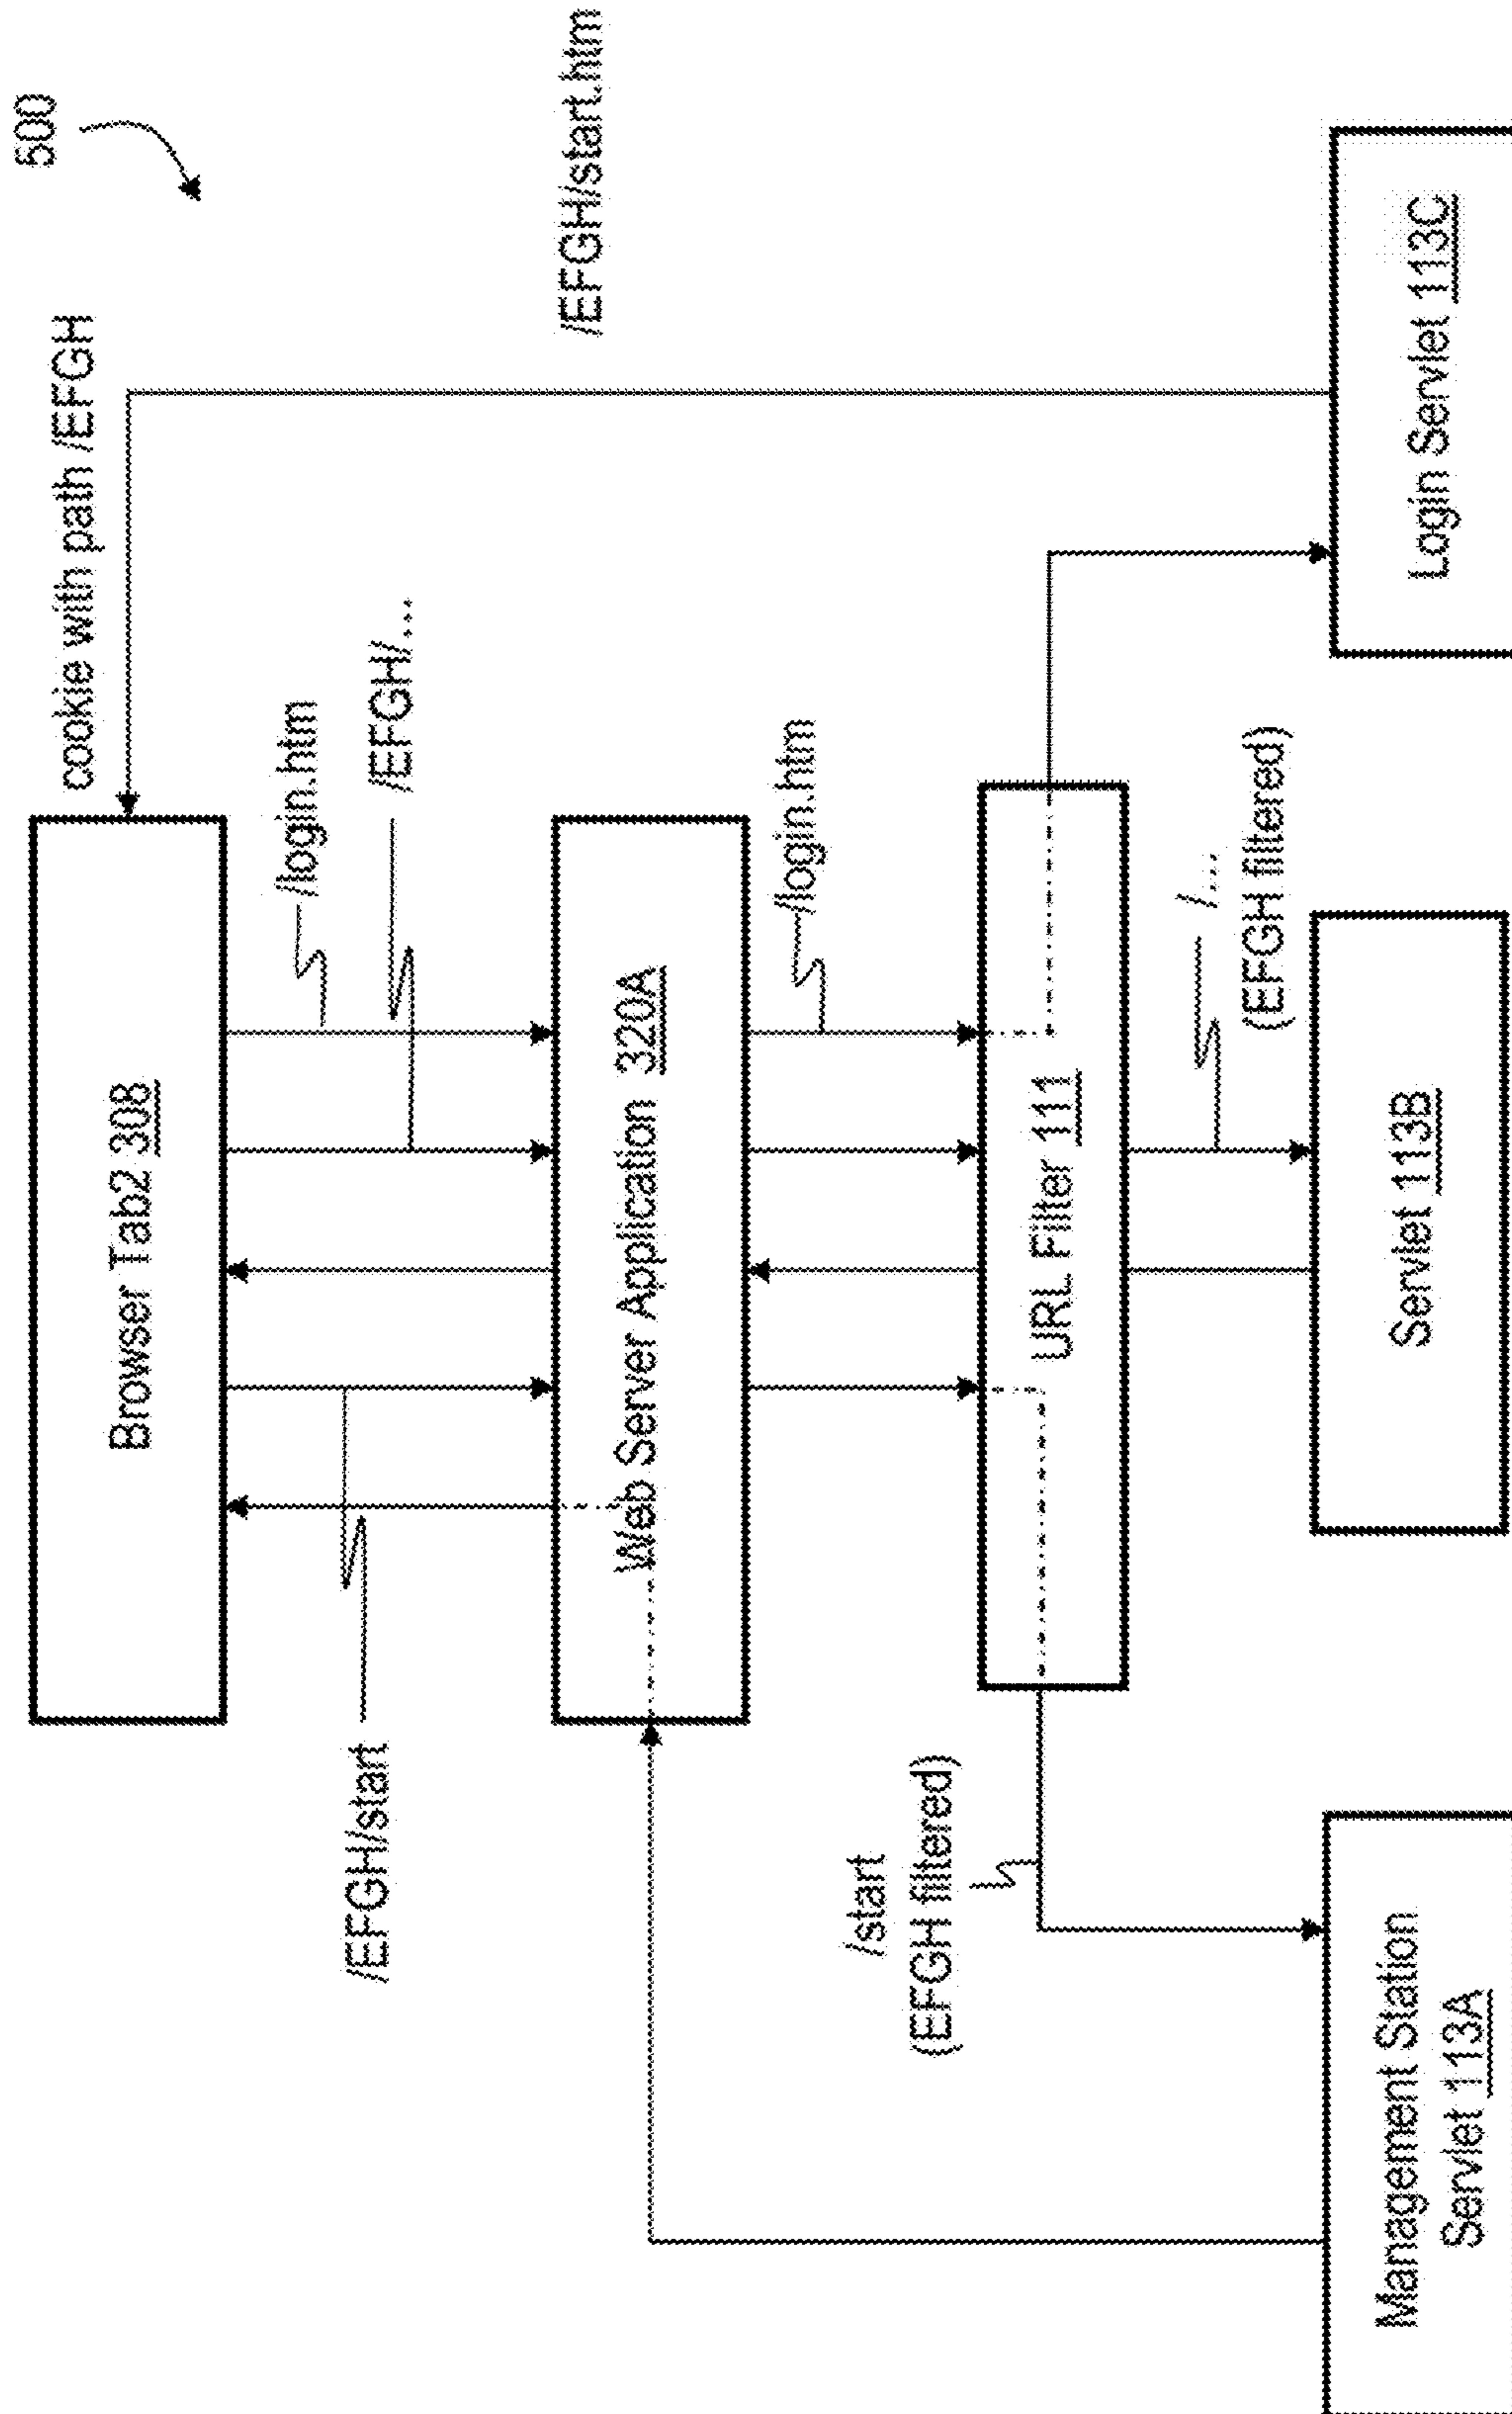 500
cookie with path /EFGH
Browser Tab2 308
/login.htm
/EFGH/...
/EFGH/start
/EFGH/start.htm
Web Server Application 320A
/login.htm
/start
(EFGH filtered)
URL Filter 111
/...
(EFGH filtered)
Management Station
Servlet 113A
Servlet 113B
Login Servlet 113C